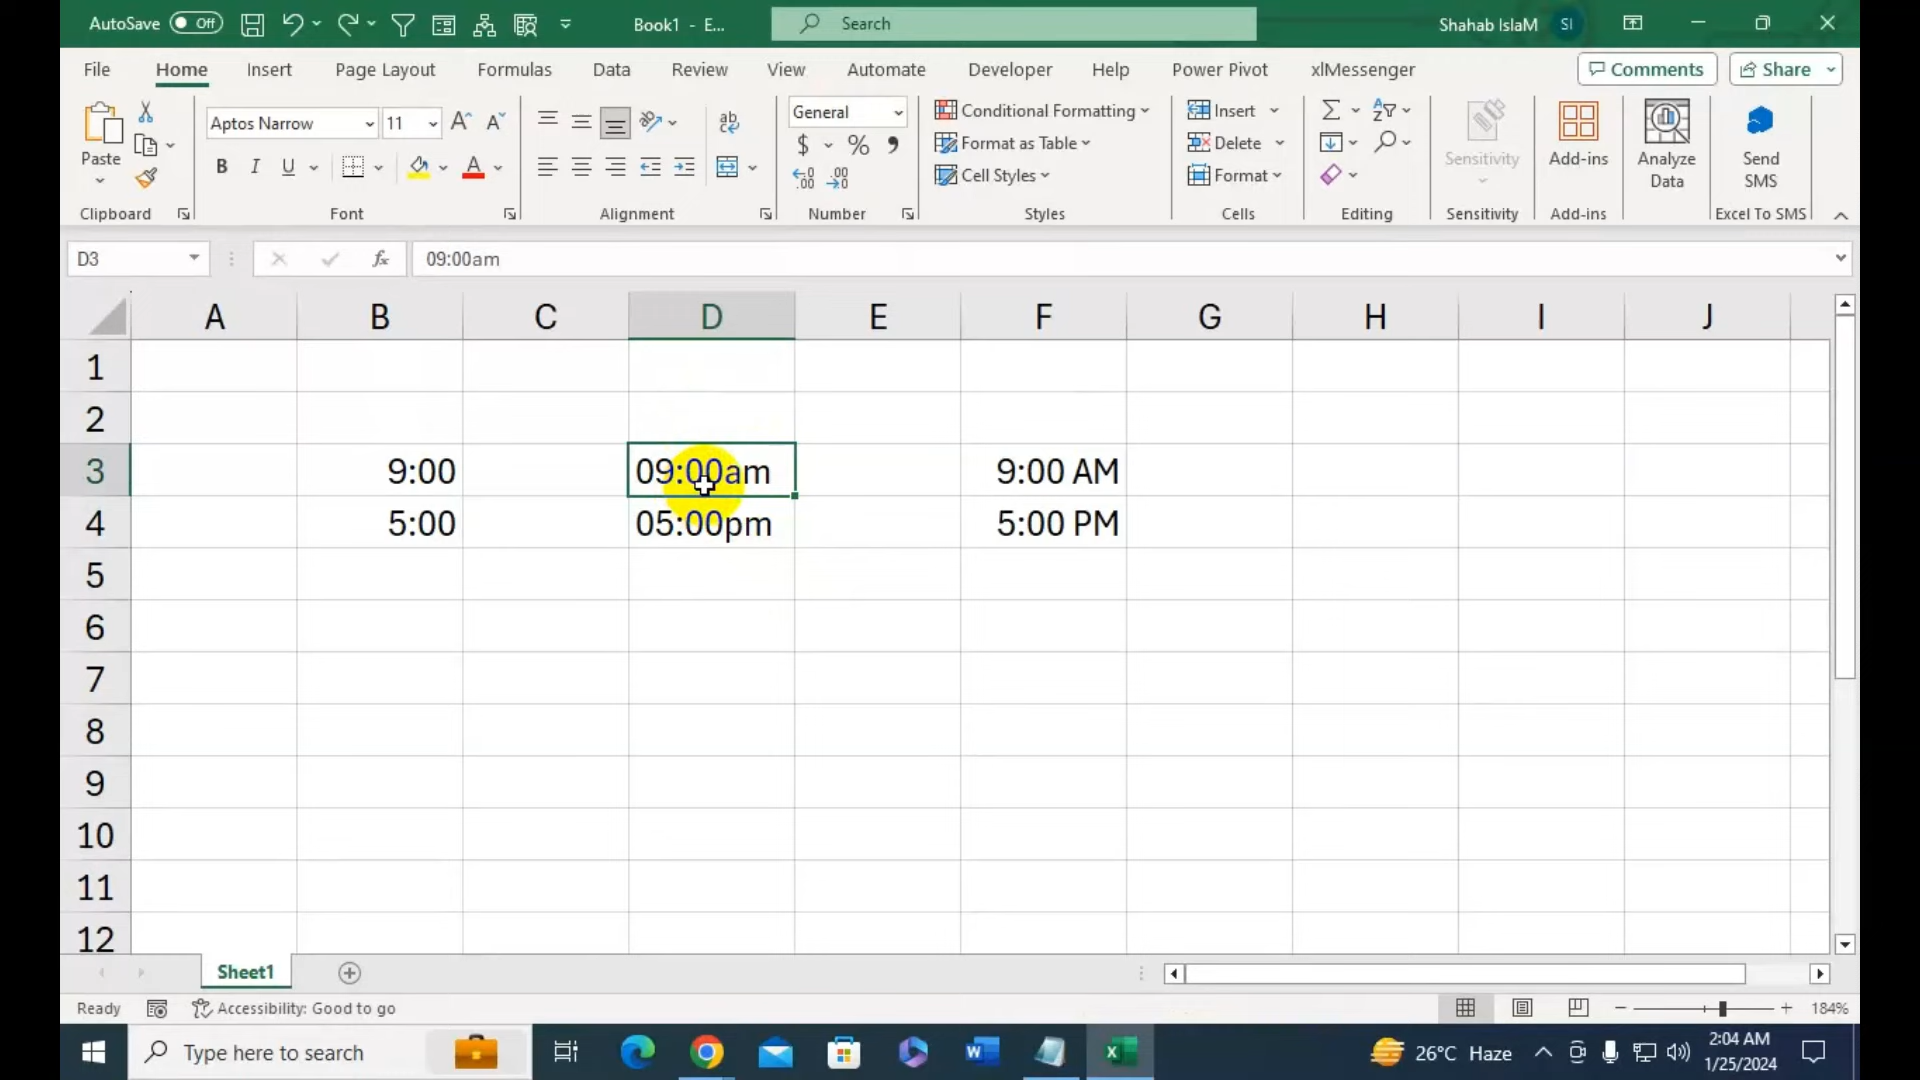 AutoSave Off Book1 - E... Search Shahab IslaM SI
File Home Insert Page Layout Formulas Data Review View Automate Developer Help Power Pivot xlMessenger Comments Share
Paste
Clipboard
Aptos Narrow 11
B I U
Font
ab
Alignment
General
$ % 9
Number
Conditional Formatting
Format as Table
Cell Styles
Styles
Insert
Delete
Format
Cells
Editing
Sensitivity
Sensitivity
Add-ins
Add-ins
Analyze
Data
Send
SMS
Excel To SMS
D3 fx 09:00am
A B C D E F G H I J
1
2
3 9:00 09:00am 9:00 AM
4 5:00 05:00pm 5:00 PM
5
6
7
8
9
10
11
12
Sheet1
Ready Accessibility: Good to go 184%
Type here to search 26°C Haze 2:04 AM
1/25/2024